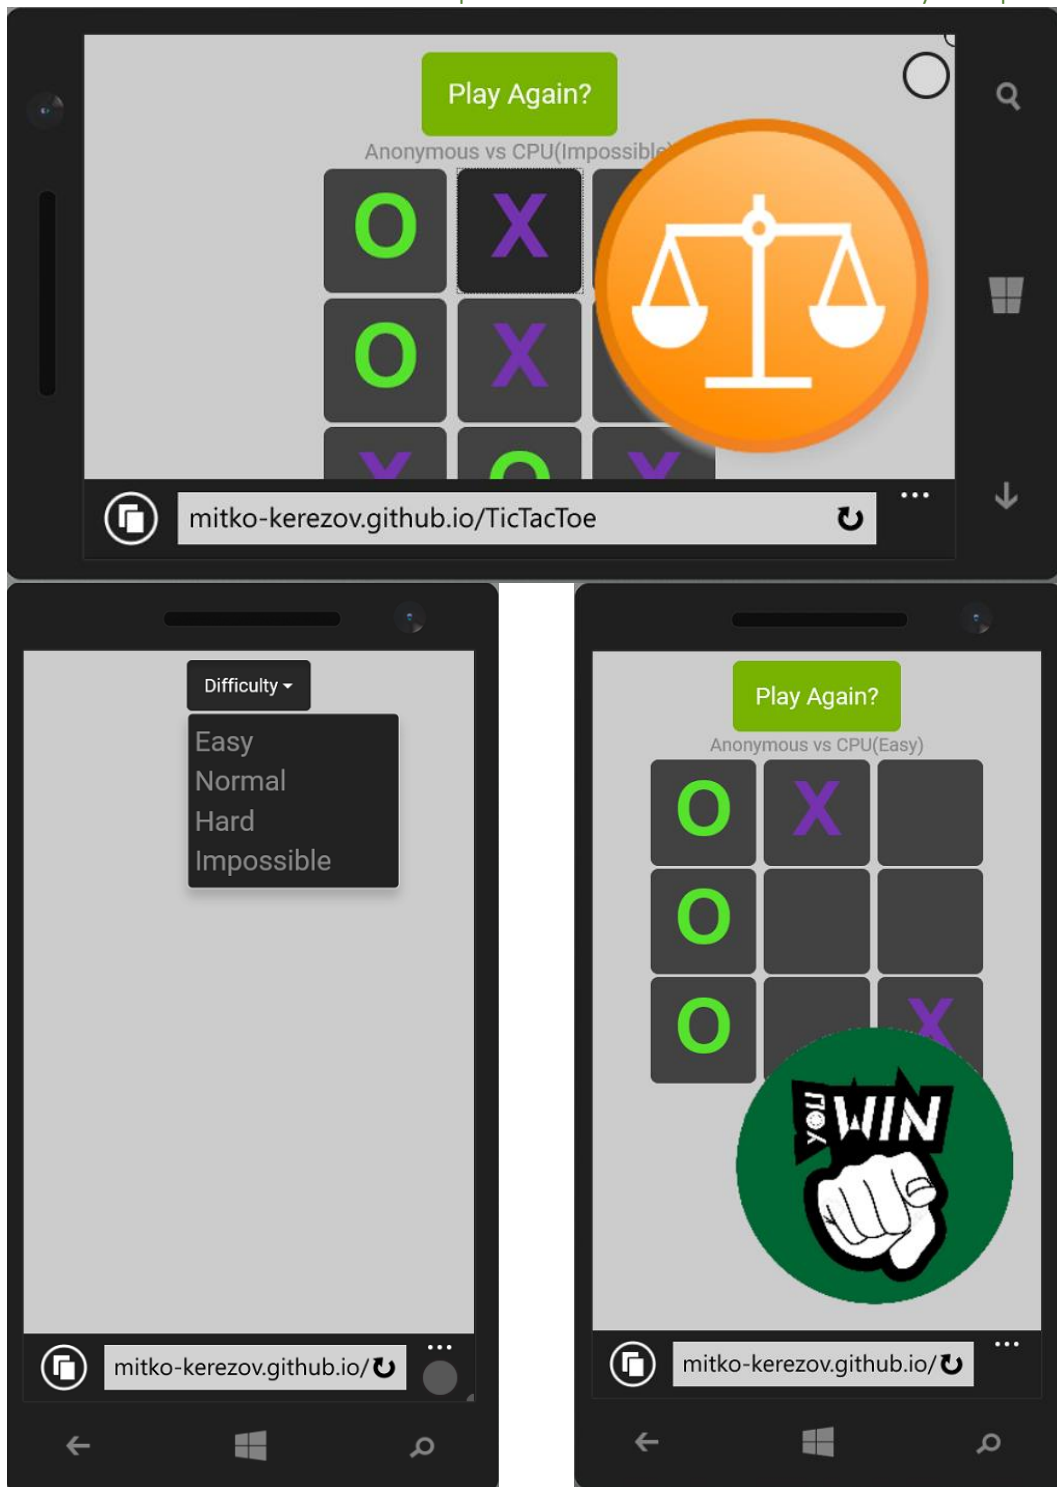 Play Again?
Anonymous vs CPU(Impossible)
O X
O X
X O X
mitko-kerezov.github.io/TicTacToe
Difficulty
Easy
Normal
Hard
Impossible
mitko-kerezov.github.io/
Play Again?
Anonymous vs CPU(Easy)
O X
O
O X
YOU WIN
mitko-kerezov.github.io/